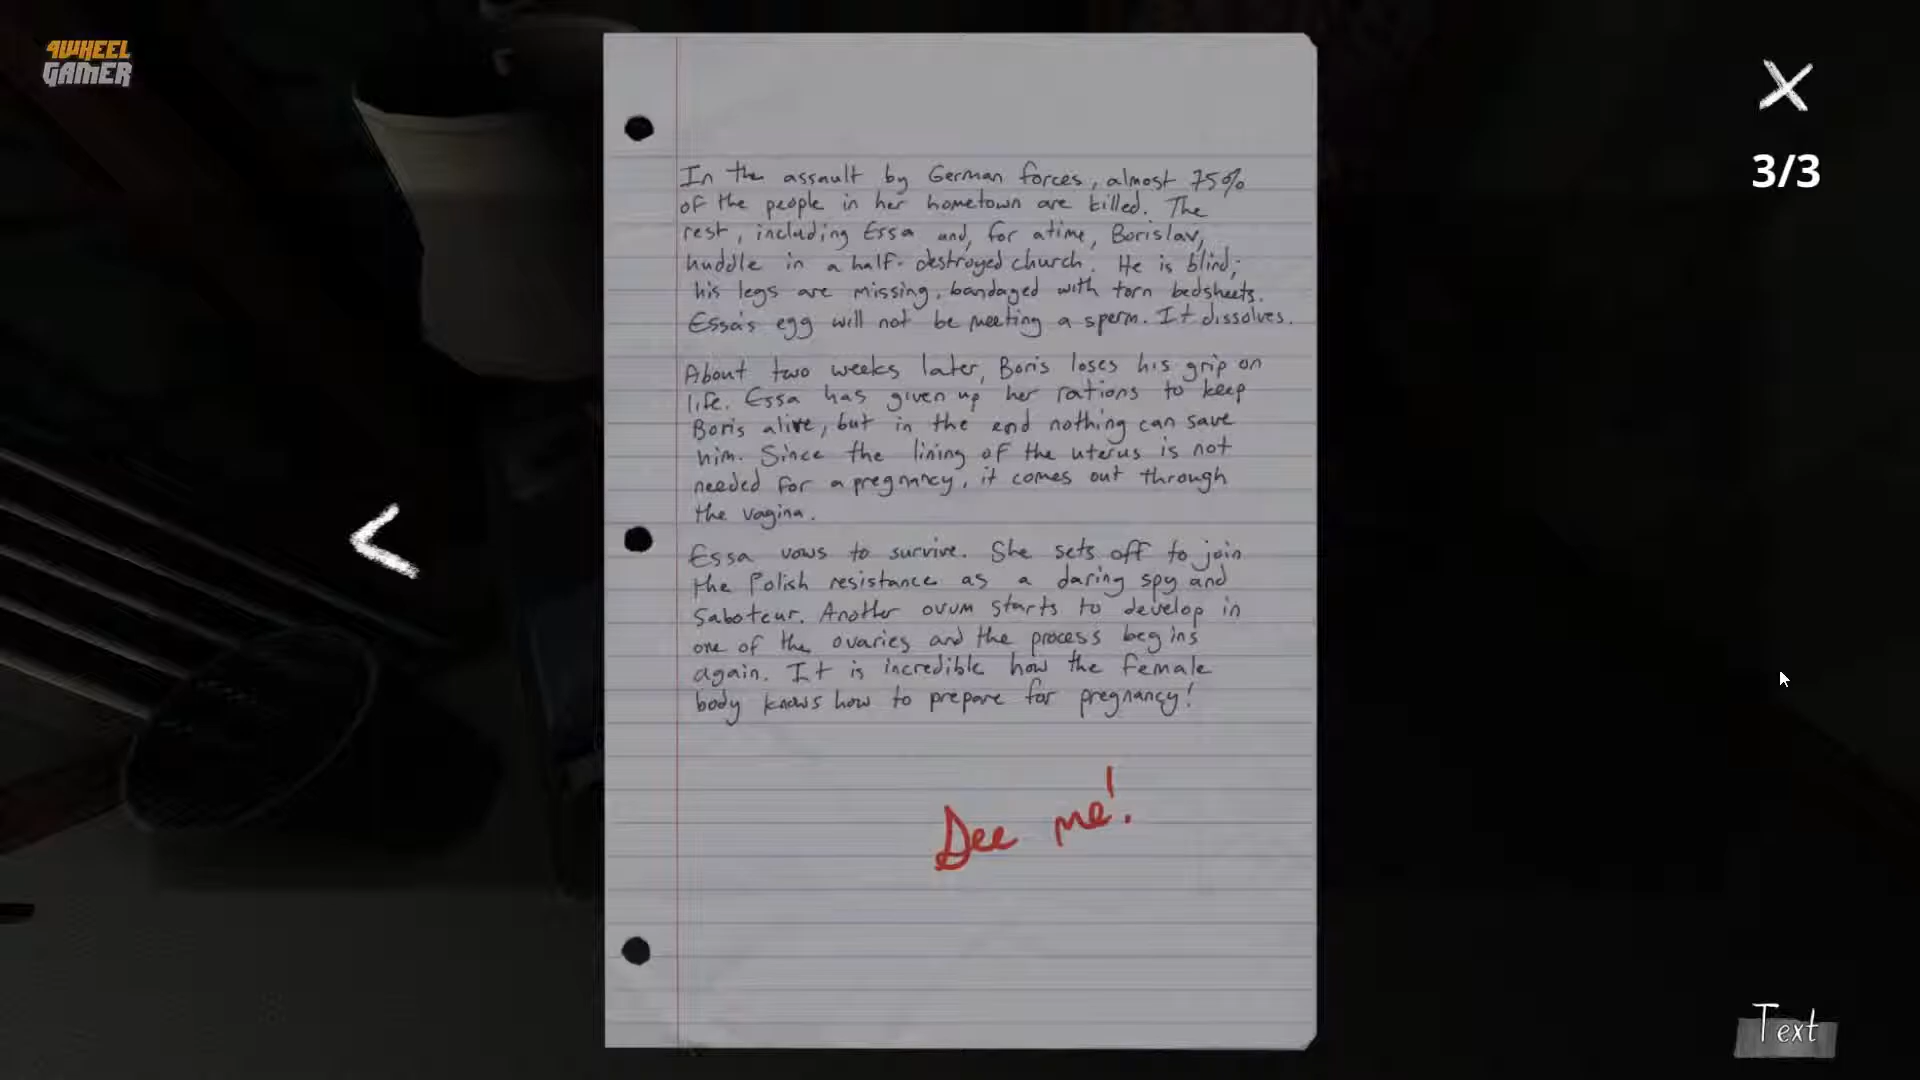 4WHEEL
GAMER
3/3
In the assault by German forces, almost 75%
of the people in her hometown are killed. The
rest, including Essa and, for a time, Borislav,
huddle in a half-destroyed church. He is blind;
his legs are missing, bandaged with torn bedsheets.
Essa's egg will not be meeting a sperm. It dissolves.
About two weeks later, Boris loses his grip on
life. Essa has given up her rations to keep
Boris alive, but in the end nothing can save
him. Since the lining of the uterus is not
needed for a pregnancy, it comes out through
the vagina.
Essa vows to survive. She sets off to join
the Polish resistance as a daring spy and
saboteur. Another ovum starts to develop in
one of the ovaries and the process begins
again. It is incredible how the female
body knows how to prepare for pregnancy!
See me!
Text